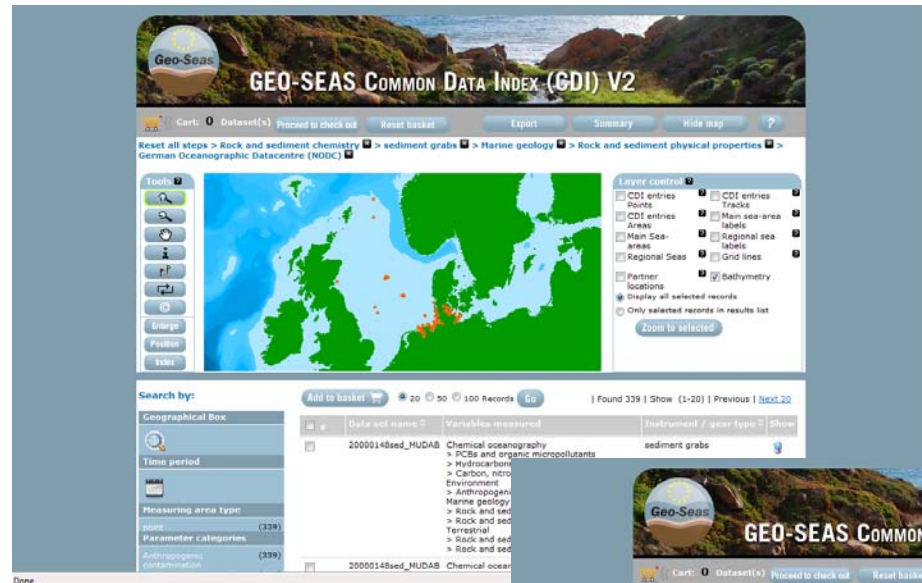 Geo-Seas
GEO-SEAS COMMON DATA INDEX (CDI) V2
Cart: 0 Dataset(s) Proceed to check out Reset basket Export Summary Hide map ?
Reset all steps > Rock and sediment chemistry > sediment grabs > Marine geology > Rock and sediment physical properties >
German Oceanographic Datacentre (NODC)
Tools ?
Enlarge
Position
Index
Layer control ?
CDI entries Points
CDI entries Tracks
CDI entries Areas
Main sea-area labels
Main Sea-areas
Regional sea labels
Regional Seas
Grid lines
Partner locations
Bathymetry
Display all selected records
Only selected records in results list
Zoom to selected
Search by:
Geographical Box
Time period
Measuring area type
point (339)
Parameter categories
Anthropogenic contamination (339)
Add to basket 20 50 100 Records Go | Found 339 | Show (1-20) | Previous | Next 20
Data set name Variables measured Instrument / gear type Show
20000148sed_MUDAB Chemical oceanography sediment grabs
> PCBs and organic micropollutants
> Hydrocarbon
> Carbon, nitro
Environment
> Anthropogeni
Marine geology
> Rock and sed
> Rock and sed
Terrestrial
> Rock and sed
> Rock and sed
20000148sed_MUDAB Chemical ocean
Done
Geo-Seas
GEO-SEAS COMMON
Cart: 0 Dataset(s) Proceed to check out Reset bask